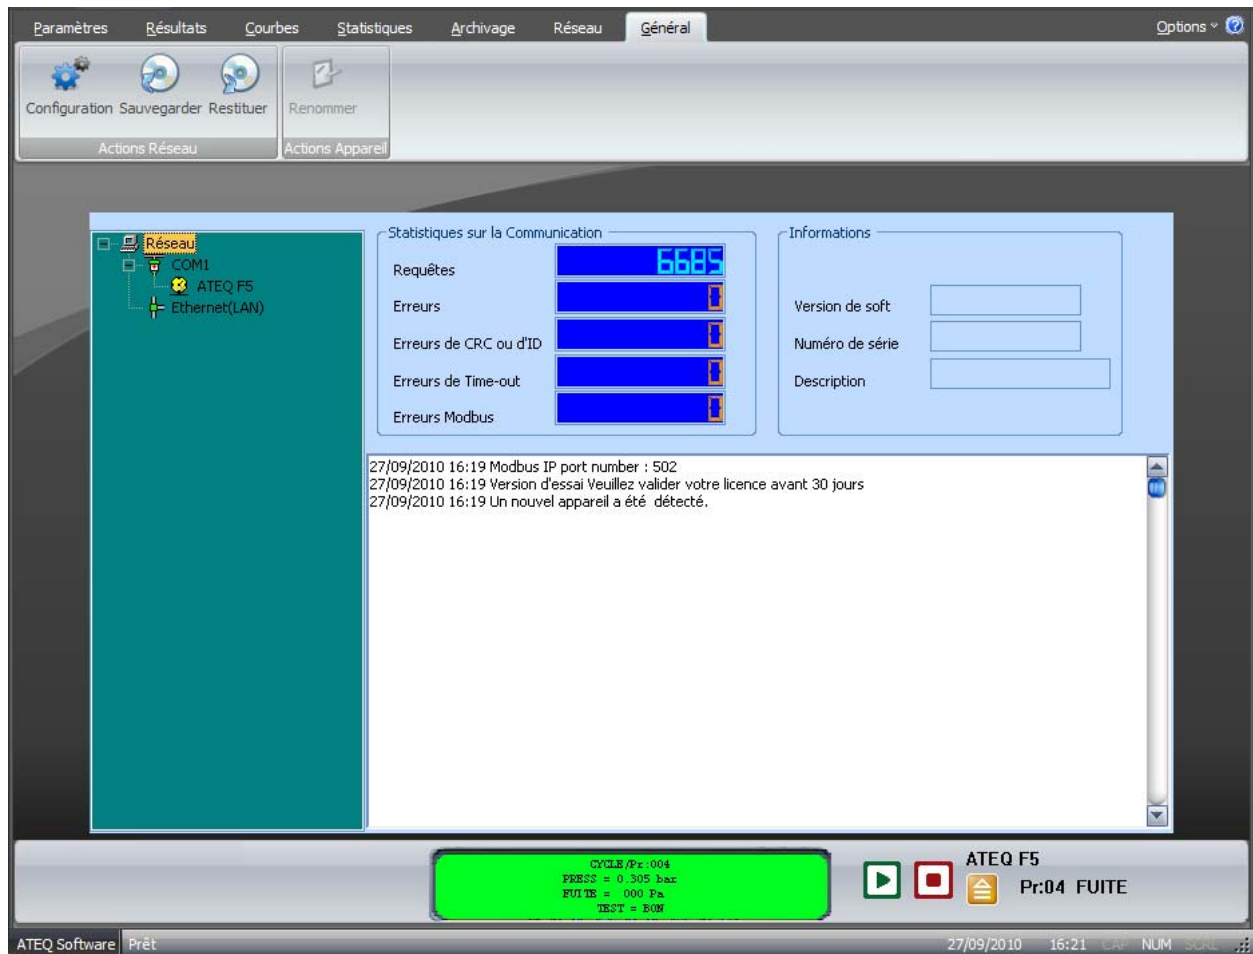 Paramètres Résultats Courbes Statistiques Archivage Réseau Général Options
Configuration Sauvegarder Restituer Renommer
Actions Réseau Actions Appareil
Réseau
COM1
ATEQ F5
Ethernet(LAN)
Statistiques sur la Communication
Requêtes 6685
Erreurs 0
Erreurs de CRC ou d'ID 0
Erreurs de Time-out 0
Erreurs Modbus 0
Informations
Version de soft
Numéro de série
Description
27/09/2010 16:19 Modbus IP port number : 502
27/09/2010 16:19 Version d'essai Veuillez valider votre licence avant 30 jours
27/09/2010 16:19 Un nouvel appareil a été détecté.
CYCLE/Pr:004
PRESS = 0.305 bar
FUITE = 000 Pa
TEST = BON
ATEQ F5
Pr:04 FUITE
ATEQ Software Prêt 27/09/2010 16:21 CAP NUM SCRL